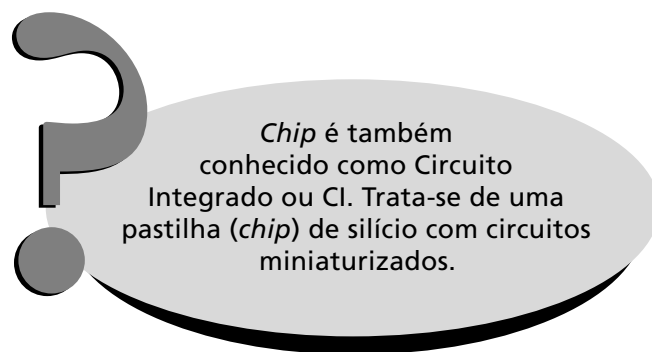 Chip é também
conhecido como Circuito
Integrado ou CI. Trata-se de uma
pastilha (chip) de silício com circuitos
miniaturizados.